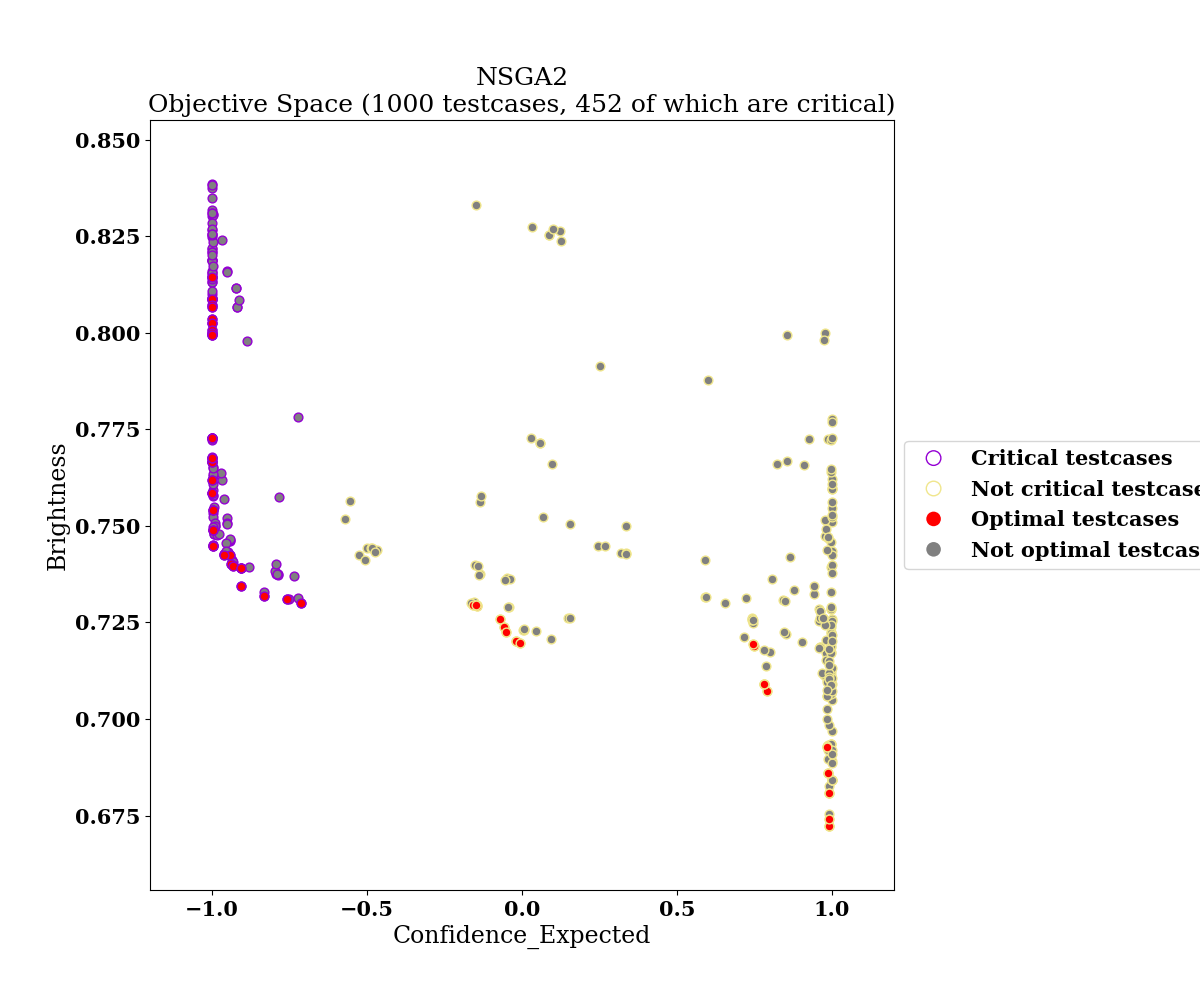 NSGA2
Objective Space (1000 testcases, 452 of which are critical)
0.850
0.825
0.800
0.775
0.750
0.725
0.700
0.675
Brightness
−1.0
−0.5
0.0
0.5
1.0
Confidence_Expected
Critical testcases
Not critical testcase
Optimal testcases
Not optimal testcas